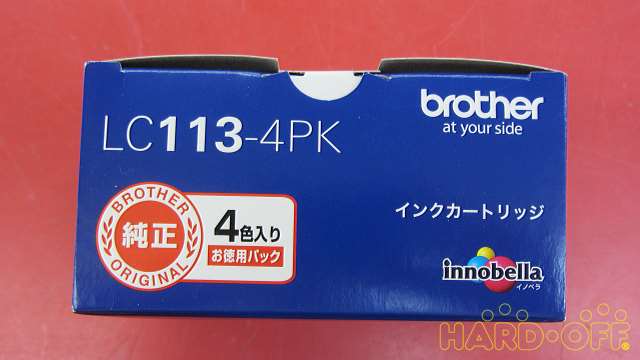 brother
at your side
LC113-4PK
BROTHER
純正
ORIGINAL
4色入り
お徳用パック
インクカートリッジ
innobella
イノベラ
HARD·OFF